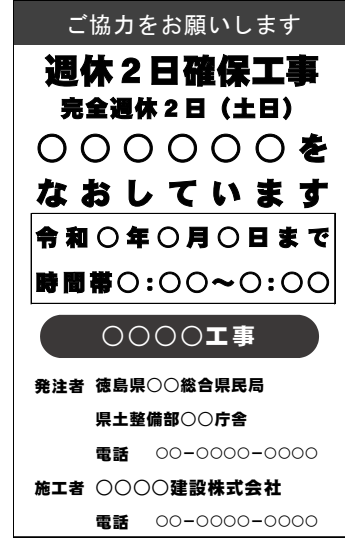 ご協力をお願いします
週休2日確保工事
完全週休2日（土日）
○○○○○○を
なおしています
令和○年○月○日まで
時間帯○:○○~○:○○
○○○○工事
発注者 徳島県○○総合県民局
県土整備部○○庁舎
電話 ○○-○○○○-○○○○
施工者 ○○○○建設株式会社
電話 ○○-○○○○-○○○○